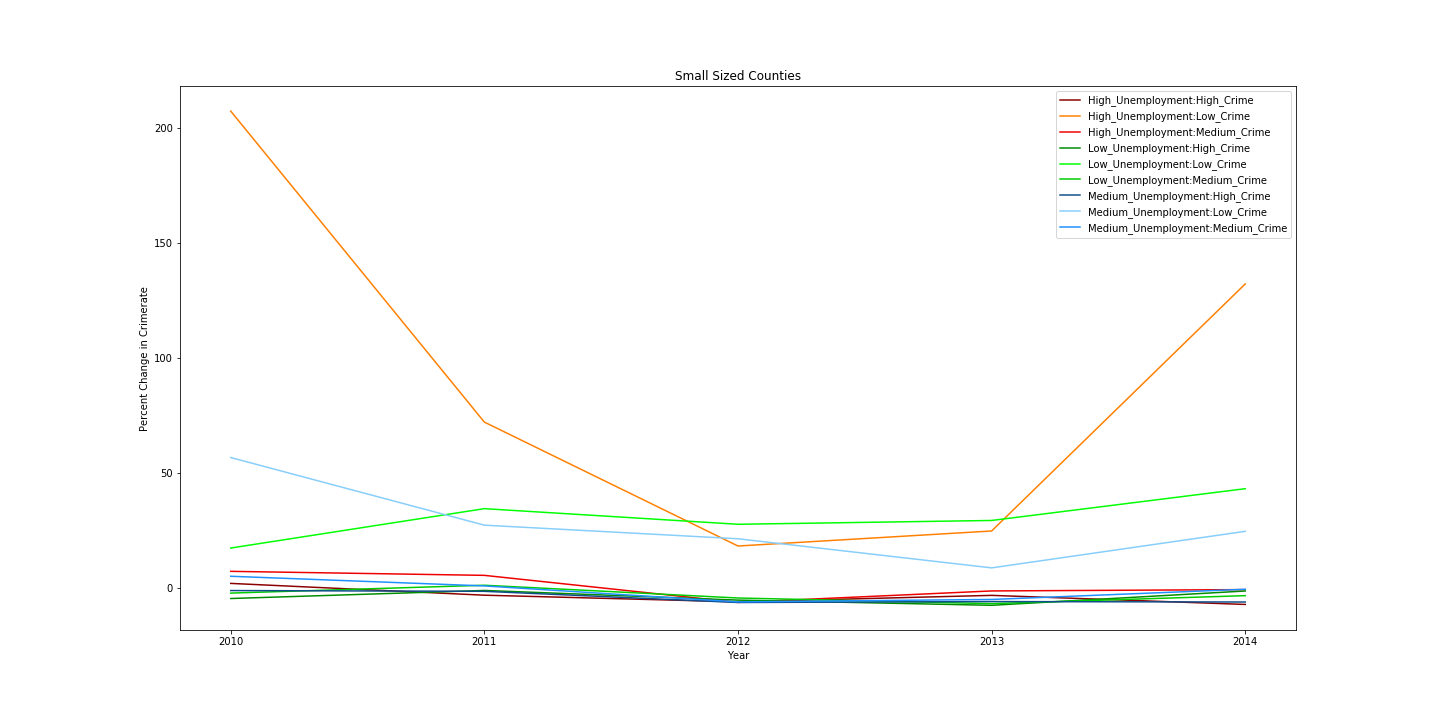 Small Sized Counties
High_Unemployment:High_Crime
High_Unemployment:Low_Crime
High_Unemployment:Medium_Crime
Low_Unemployment:High_Crime
Low_Unemployment:Low_Crime
Low_Unemployment:Medium_Crime
Medium_Unemployment:High_Crime
Medium_Unemployment:Low_Crime
Medium_Unemployment:Medium_Crime
Percent Change in Crimerate
200
150
100
50
0
2010 2011 2012 2013 2014
Year